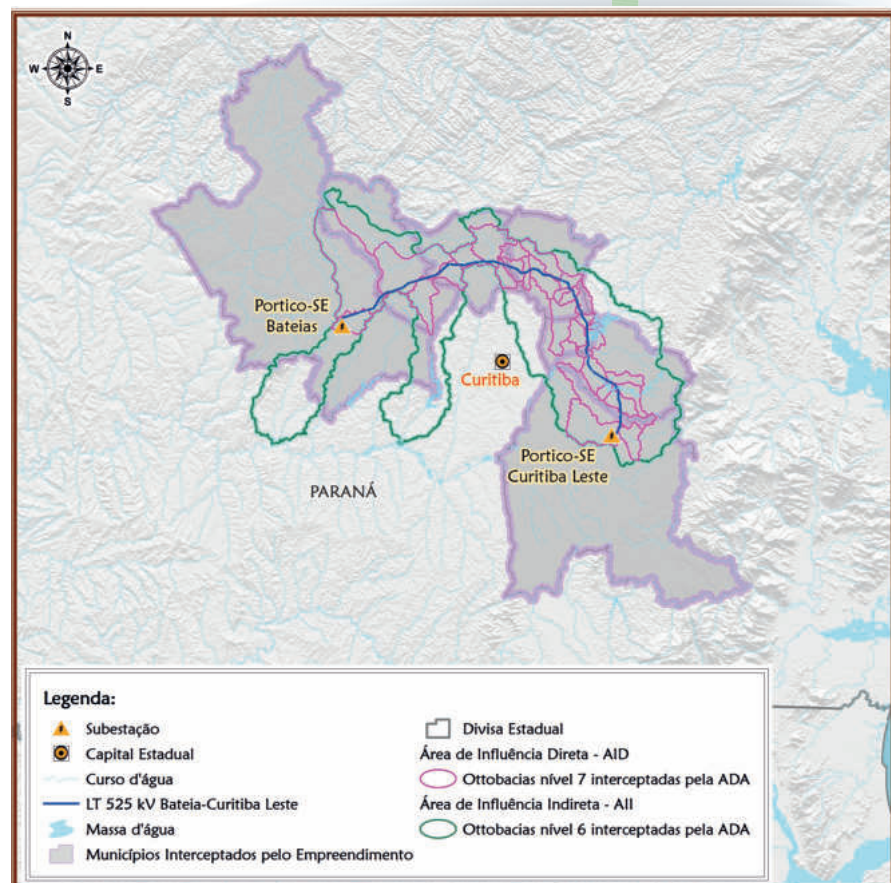 N
W
E
S
Portico-SE
Bateias
Curitiba
Portico-SE
Curitiba Leste
PARANÁ
Legenda:
Subestação
Capital Estadual
Curso d'água
LT 525 kV Bateia-Curitiba Leste
Massa d'água
Municípios Interceptados pelo Empreendimento
Divisa Estadual
Área de Influência Direta - AID
Ottobacias nível 7 interceptadas pela ADA
Área de Influência Indireta - AII
Ottobacias nível 6 interceptadas pela ADA